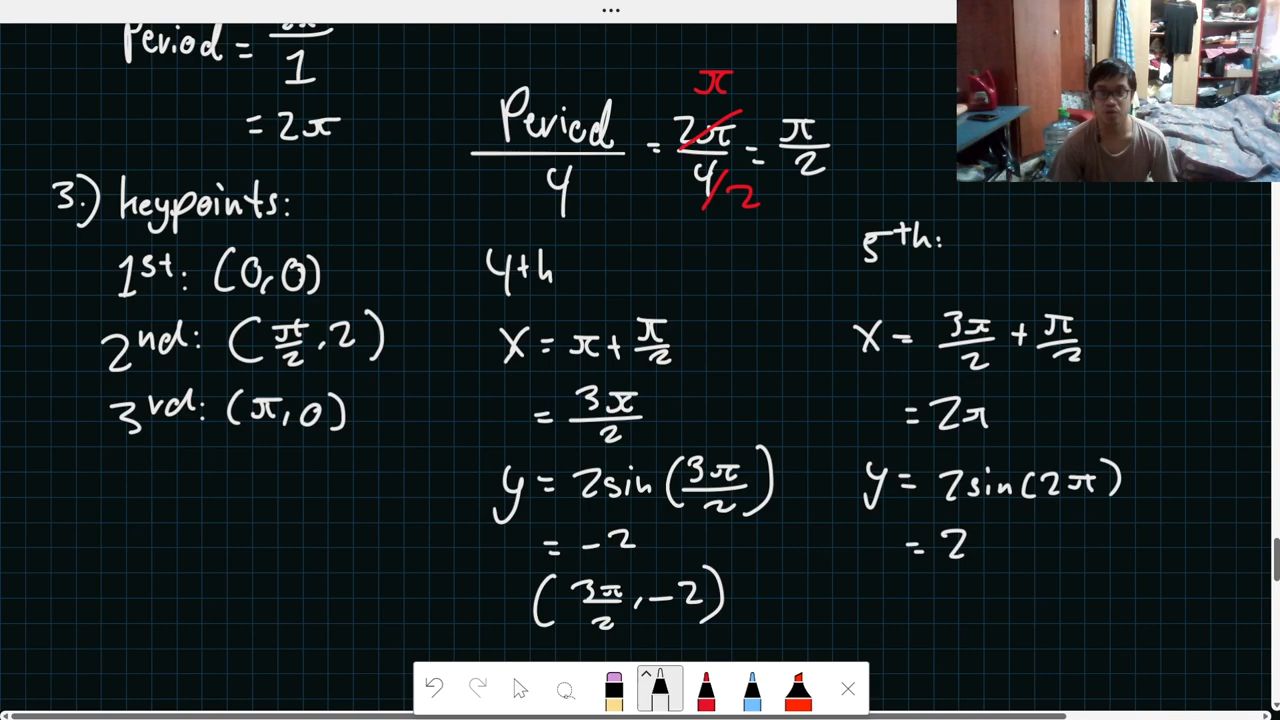 Period = 2π/1
= 2π
Period/4 = 2π/4 = π/2
π
2
3.) keypoints:
1st: (0,0)
2nd: (π/2, 2)
3rd: (π, 0)
4th
x = π + π/2
= 3π/2
y = 2sin(3π/2)
= -2
(3π/2, -2)
5th:
x = 3π/2 + π/2
= 2π
y = 2sin(2π)
= 2